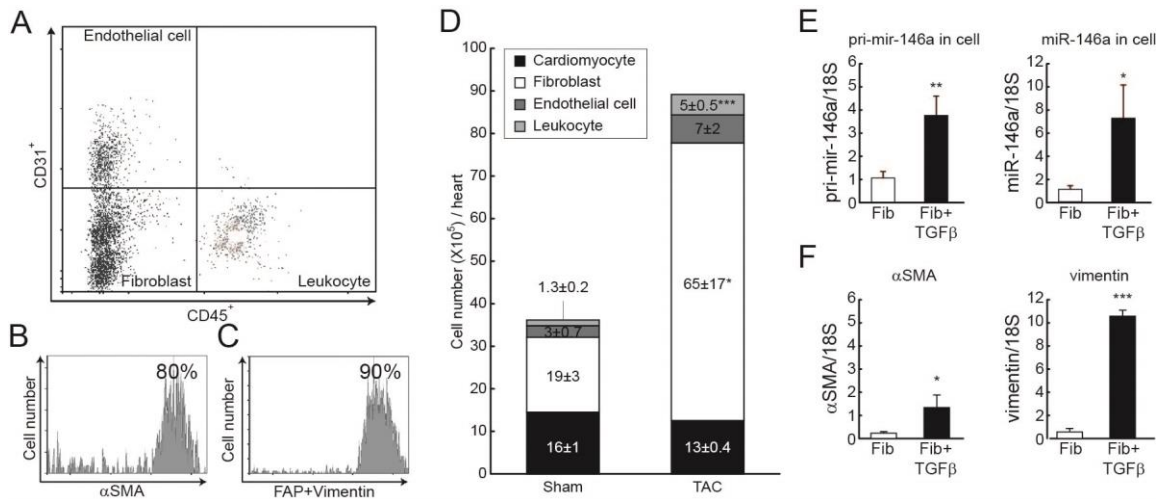 A
Endothelial cell
CD31+
Fibroblast
Leukocyte
CD45+
B
80%
Cell number
αSMA
C
90%
Cell number
FAP+Vimentin
D
Cardiomyocyte
Fibroblast
Endothelial cell
Leukocyte
Cell number (X10⁵) / heart
100
90
80
70
60
50
40
30
20
10
0
1.3±0.2
3±0.7
19±3
16±1
Sham
5±0.5***
7±2
65±17*
13±0.4
TAC
E
pri-mir-146a in cell
pri-mir-146a/18S
6
5
4
3
2
1
0
**
Fib
Fib+
TGFβ
miR-146a in cell
miR-146a/18S
12
10
8
6
4
2
0
*
Fib
Fib+
TGFβ
F
αSMA
αSMA/18S
6
5
4
3
2
1
0
*
Fib
Fib+
TGFβ
vimentin
vimentin/18S
12
10
8
6
4
2
0
***
Fib
Fib+
TGFβ